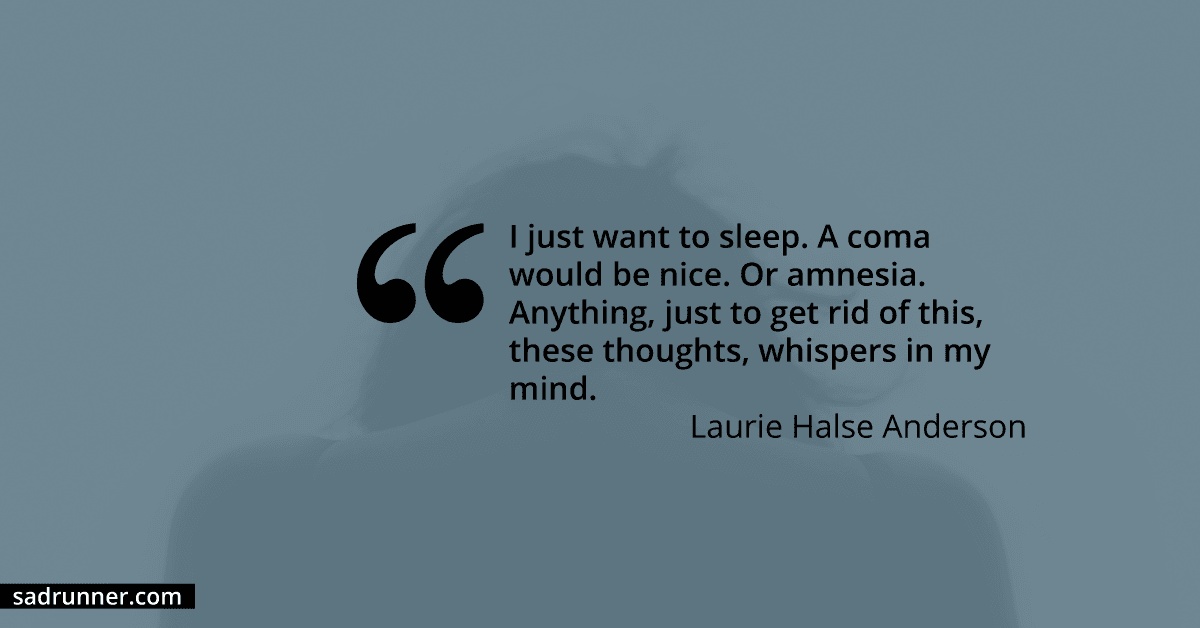 “
I just want to sleep. A coma
would be nice. Or amnesia.
Anything, just to get rid of this,
these thoughts, whispers in my
mind.
Laurie Halse Anderson
sadrunner.com